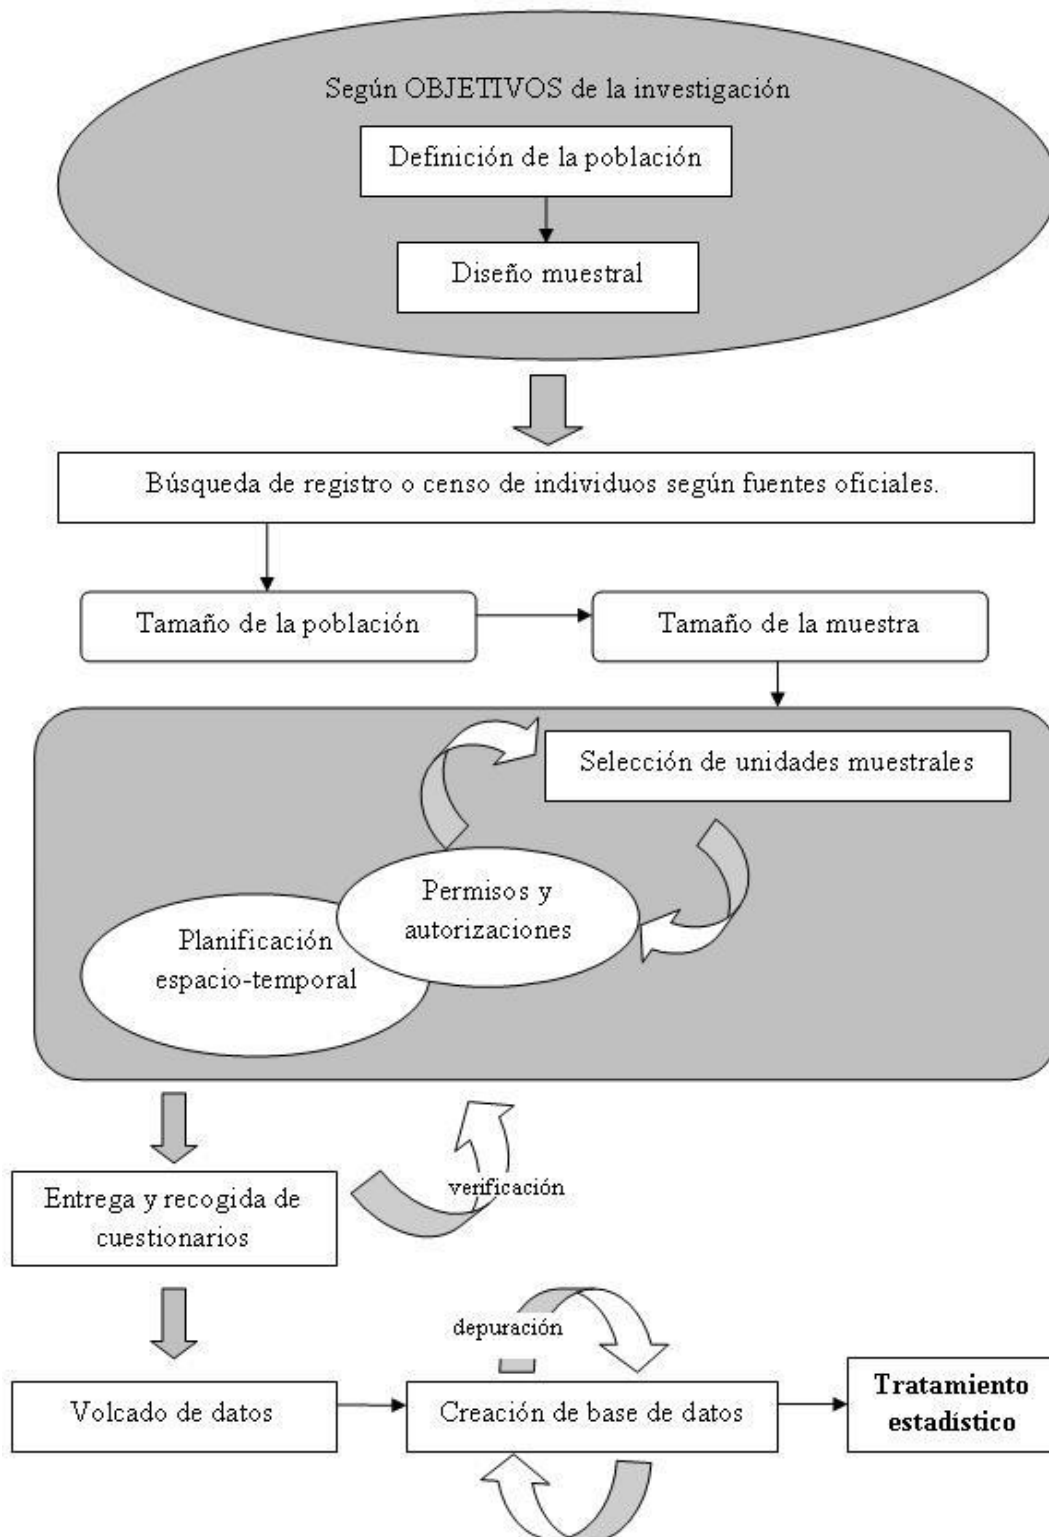 Según OBJETIVOS de la investigación
Definición de la población
Diseño muestral
Búsqueda de registro o censo de individuos según fuentes oficiales.
Tamaño de la población
Tamaño de la muestra
Selección de unidades muestrales
Permisos y
autorizaciones
Planificación
espacio-temporal
Entrega y recogida de
cuestionarios
verificación
depuración
Volcado de datos
Creación de base de datos
Tratamiento
estadístico